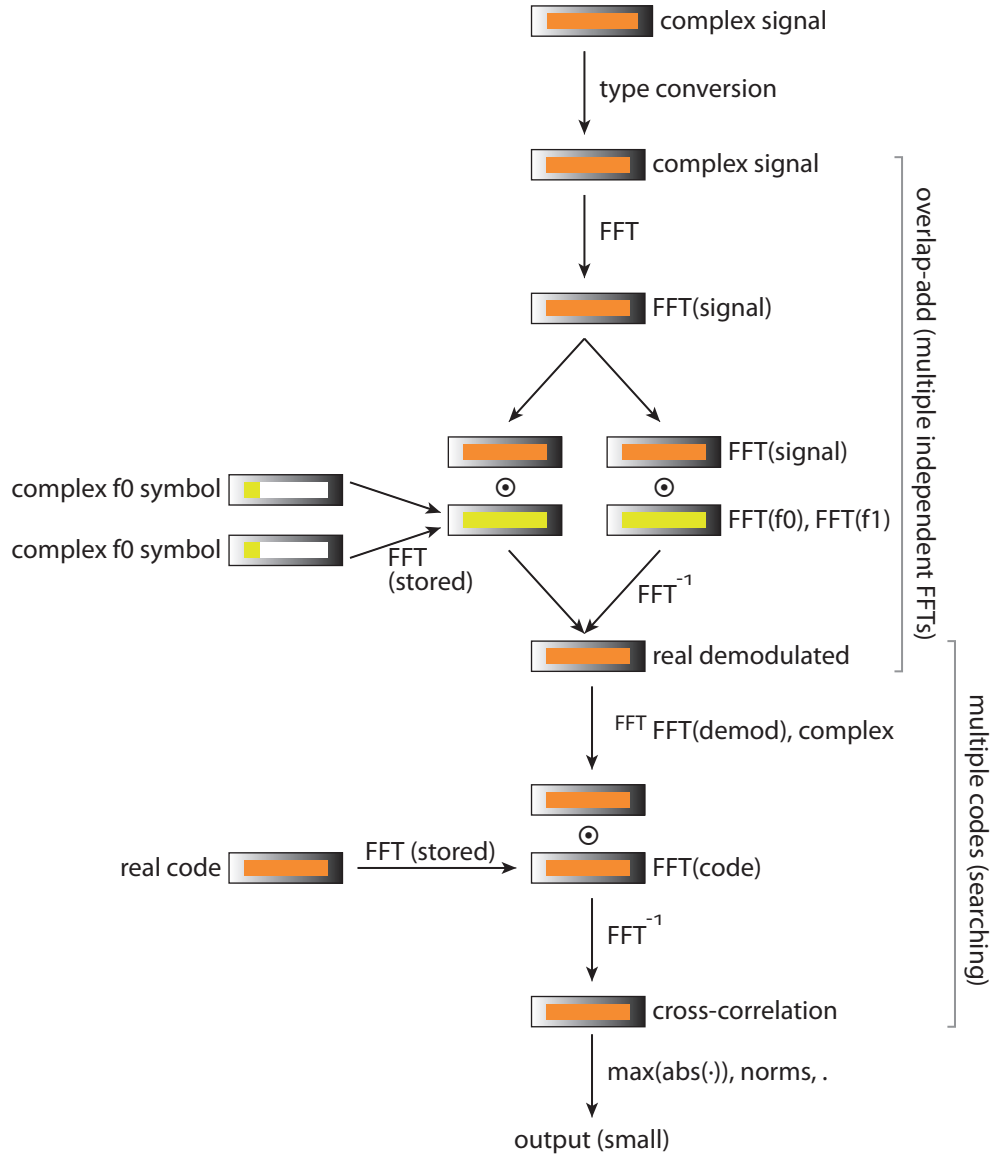 complex signal
type conversion
complex signal
FFT
FFT(signal)
FFT(signal)
complex f0 symbol
FFT(f0), FFT(f1)
complex f0 symbol
FFT
(stored)
FFT⁻¹
real demodulated
FFT FFT(demod), complex
real code
FFT (stored)
FFT(code)
FFT⁻¹
cross-correlation
max(abs(·)), norms, .
output (small)
overlap-add (multiple independent FFTs)
multiple codes (searching)